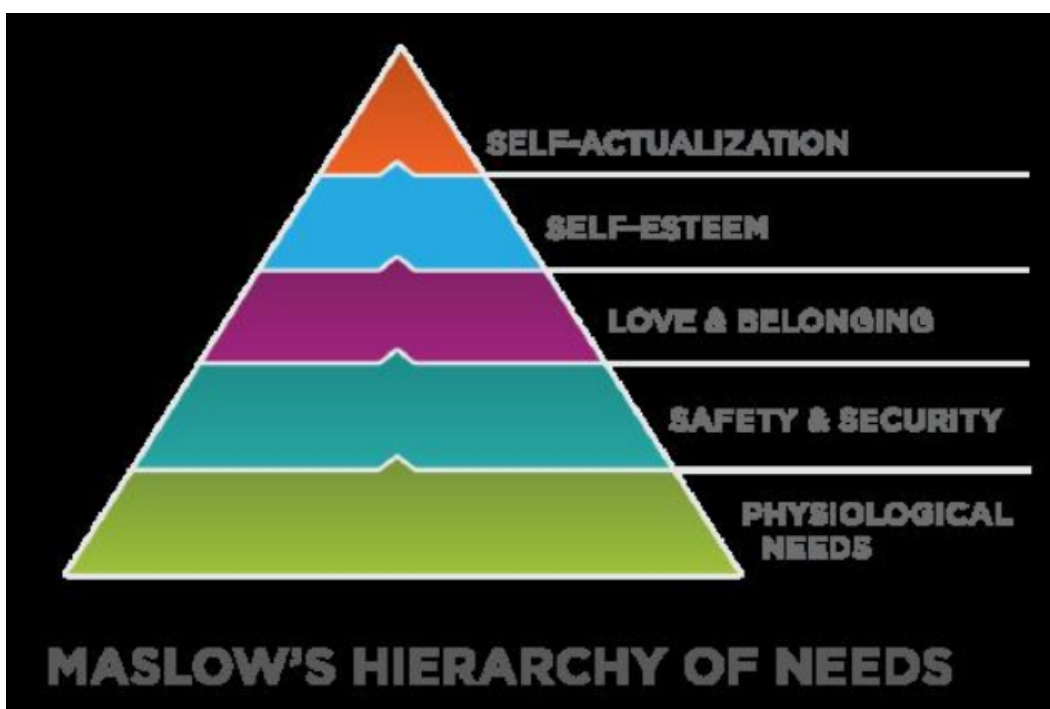 SELF-ACTUALIZATION
SELF-ESTEEM
LOVE & BELONGING
SAFETY & SECURITY
PHYSIOLOGICAL
NEEDS
MASLOW'S HIERARCHY OF NEEDS